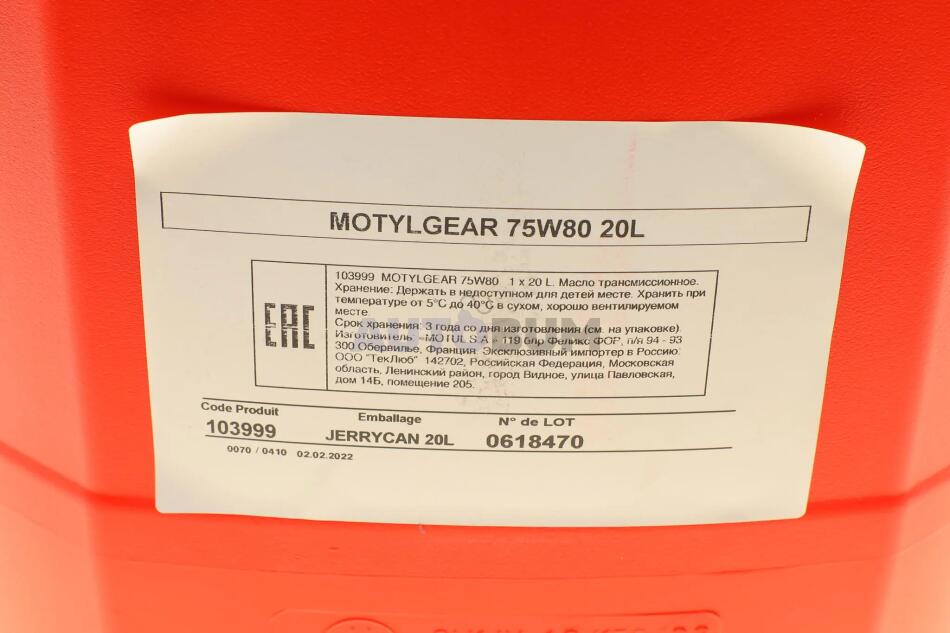 MOTYLGEAR 75W80 20L
103999 MOTYLGEAR 75W80 1 x 20 L. Масло трансмиссионное.
Хранение: Держать в недоступном для детей месте. Хранить при
температуре от 5°С до 40°С в сухом, хорошо вентилируемом
месте.
Срок хранения: 3 года со дня изготовления (см. на упаковке).
Изготовитель - MOTUL S.A - 119 блр Феликс ФОР, п/я 94 - 93
300 Обервилье, Франция. Эксклюзивный импортер в Россию:
ООО "ТекЛюб" 142702, Российская Федерация, Московская
область, Ленинский район, город Видное, улица Павловская,
дом 14Б, помещение 205.
EAC
AUTORUM
Code Produit Emballage N° de LOT
103999 JERRYCAN 20L 0618470
0070 / 0410 02.02.2022